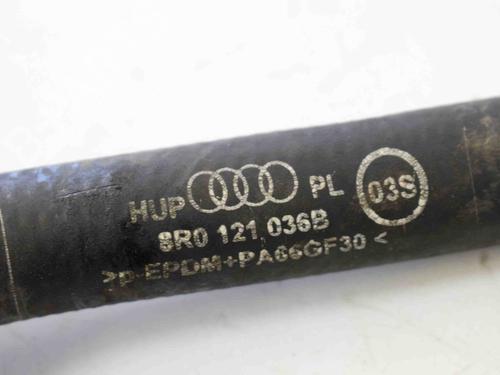 HUP PL 03S
8R0 121 036B
>p-EPDM+PA66GF30<